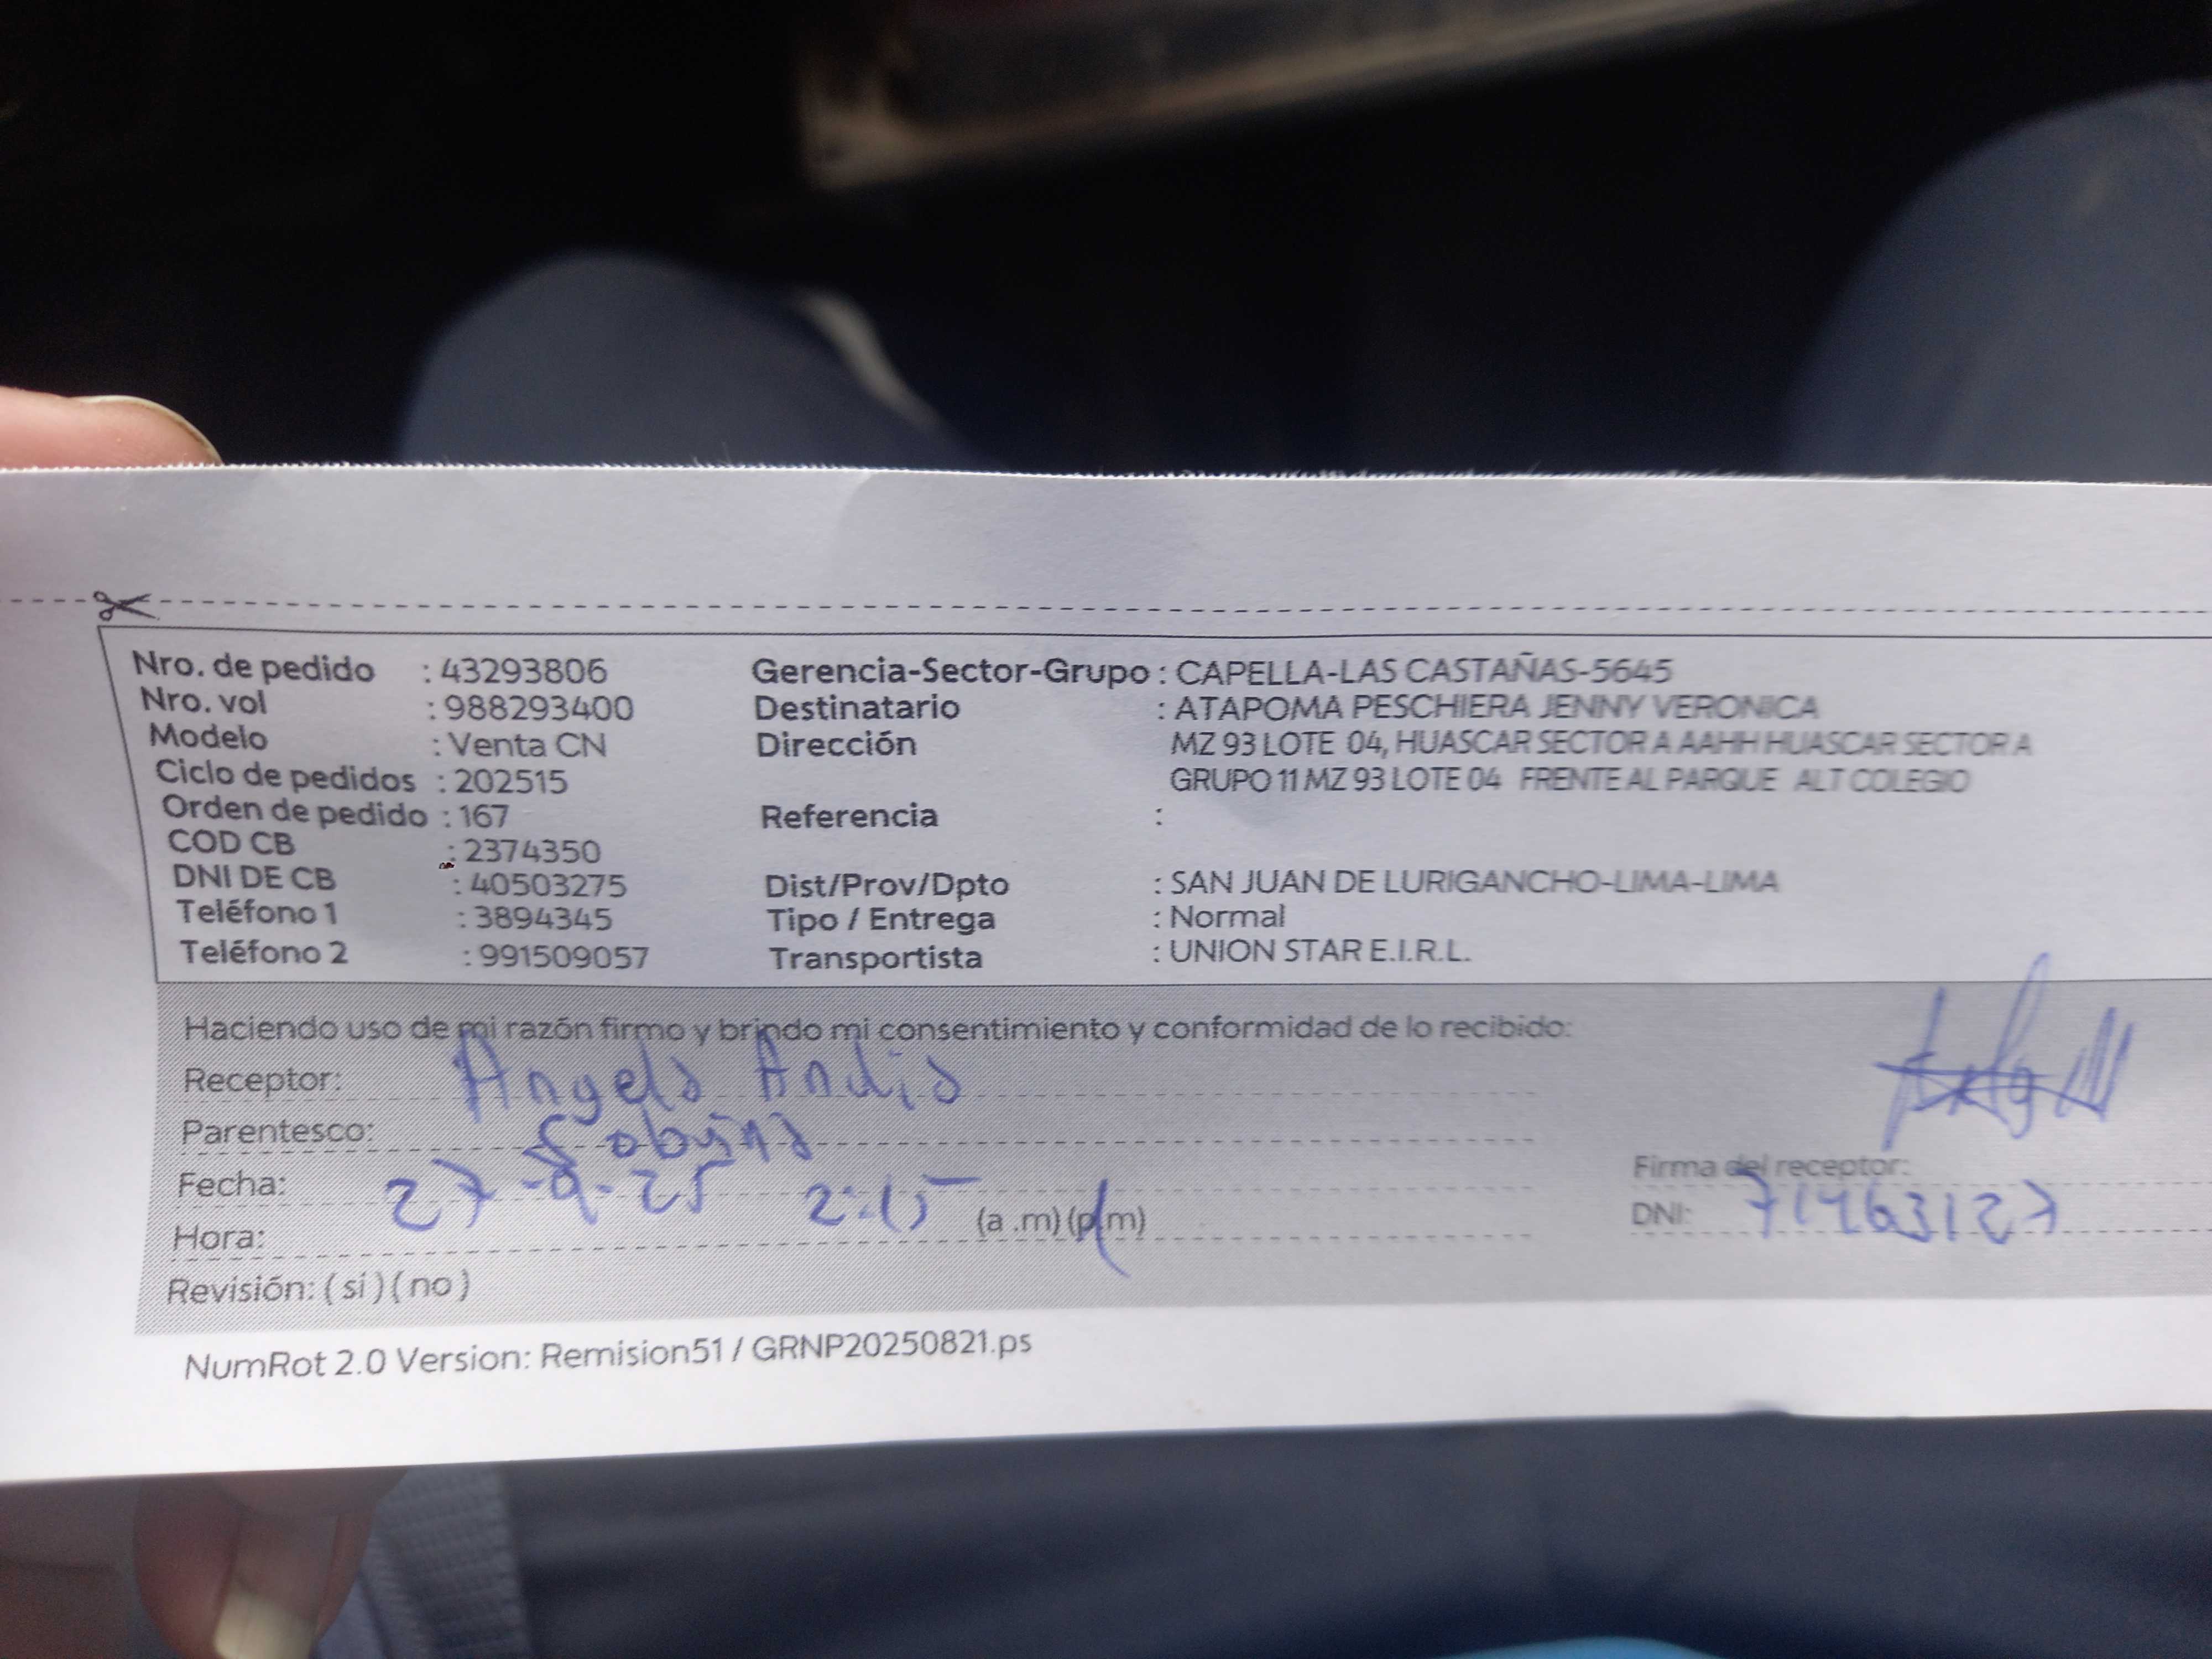 Nro. de pedido : 43293806 Gerencia-Sector-Grupo : CAPELLA-LAS CASTAÑAS-5645
Nro. vol : 988293400 Destinatario : ATAPOMA PESCHIERA JENNY VERONICA
Modelo : Venta CN Dirección MZ 93 LOTE 04, HUASCAR SECTOR A AAHH HUASCAR SECTOR A
Ciclo de pedidos : 202515 GRUPO 11 MZ 93 LOTE 04 FRENTE AL PARQUE ALT COLEGIO
Orden de pedido : 167 Referencia :
COD CB : 2374350
DNI DE CB : 40503275 Dist/Prov/Dpto : SAN JUAN DE LURIGANCHO-LIMA-LIMA
Teléfono 1 : 3894345 Tipo / Entrega : Normal
Teléfono 2 : 991509057 Transportista : UNION STAR E.I.R.L.
Haciendo uso de mi razón firmo y brindo mi consentimiento y conformidad de lo recibido:
Receptor: Angelo
Parentesco:
Firma del receptor:
Fecha: 27-9-25
Hora: 2:15 (a .m) (p.m)
DNI: 71463127
Revisión: ( si ) ( no )
NumRot 2.0 Version: Remision51 / GRNP20250821.ps